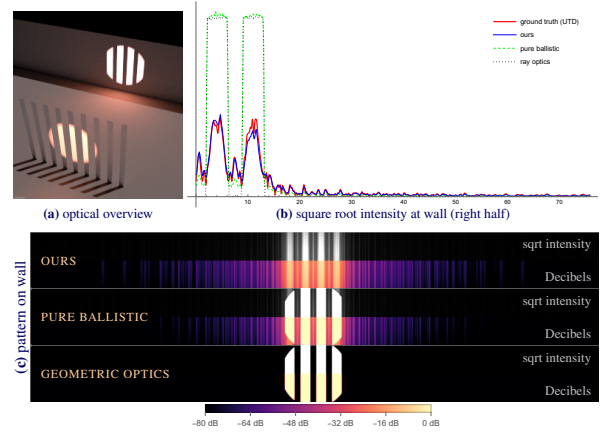 ground truth (UTD)
ours
pure ballistic
ray optics
10 20 30 40 50 60 70
(a) optical overview
(b) square root intensity at wall (right half)
(c) pattern on wall
OURS
sqrt intensity
Decibels
PURE BALLISTIC
sqrt intensity
Decibels
GEOMETRIC OPTICS
sqrt intensity
Decibels
−80 dB −64 dB −48 dB −32 dB −16 dB 0 dB